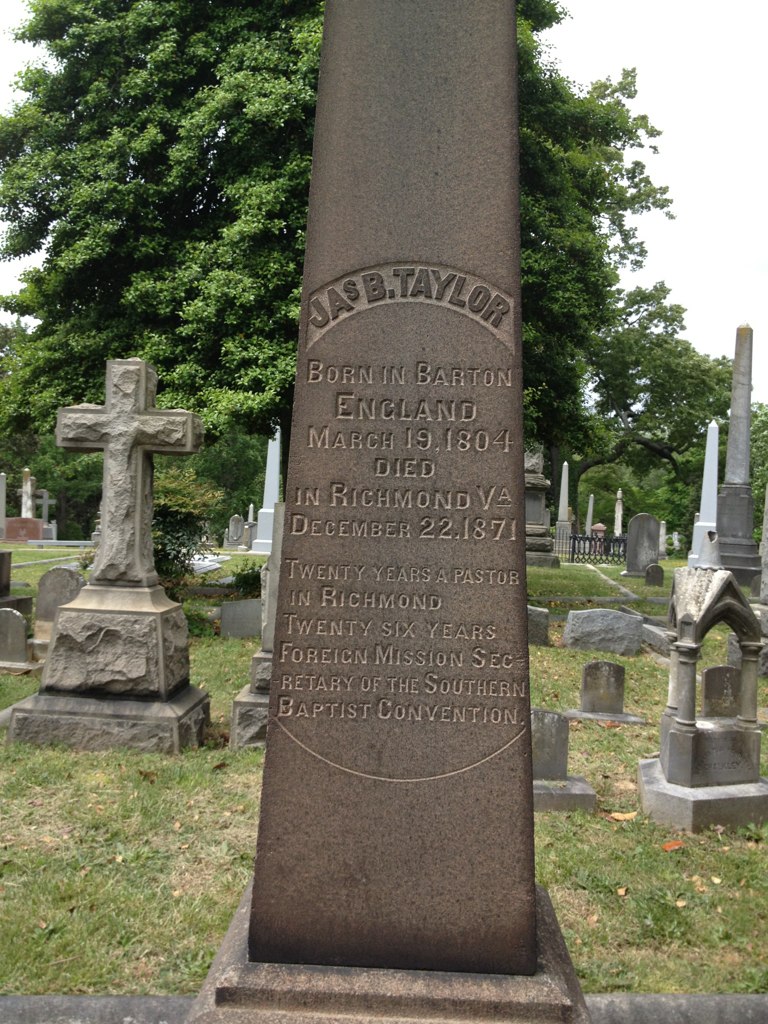 JAS B. TAYLOR
BORN IN BARTON
ENGLAND
MARCH 19, 1804
DIED
IN RICHMOND VA
DECEMBER 22, 1871
TWENTY YEARS A PASTOR
IN RICHMOND
TWENTY SIX YEARS
FOREIGN MISSION SEC-
-RETARY OF THE SOUTHERN
BAPTIST CONVENTION.